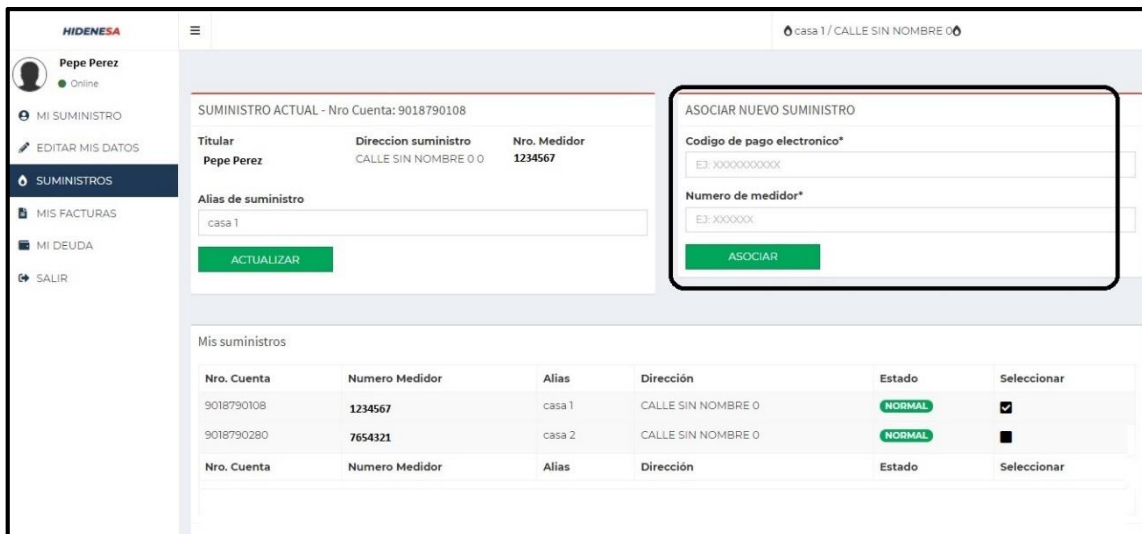 HIDENESA
casa 1 / CALLE SIN NOMBRE 0
Pepe Perez
Online
MI SUMINISTRO
EDITAR MIS DATOS
SUMINISTROS
MIS FACTURAS
MI DEUDA
SALIR
SUMINISTRO ACTUAL - Nro Cuenta: 9018790108
Titular Direccion suministro Nro. Medidor
Pepe Perez CALLE SIN NOMBRE 0 0 1234567
Alias de suministro
casa 1
ACTUALIZAR
ASOCIAR NUEVO SUMINISTRO
Codigo de pago electronico*
EJ: XXXXXXXXXX
Numero de medidor*
EJ: XXXXXX
ASOCIAR
Mis suministros
Nro. Cuenta Numero Medidor Alias Dirección Estado Seleccionar
9018790108 1234567 casa 1 CALLE SIN NOMBRE 0 NORMAL
9018790280 7654321 casa 2 CALLE SIN NOMBRE 0 NORMAL
Nro. Cuenta Numero Medidor Alias Dirección Estado Seleccionar